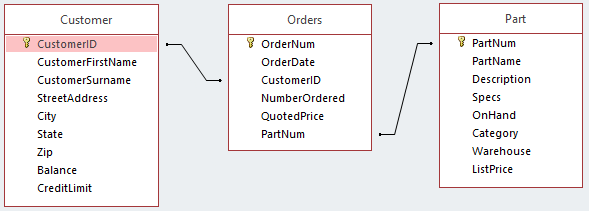 Customer
CustomerID
CustomerFirstName
CustomerSurname
StreetAddress
City
State
Zip
Balance
CreditLimit
Orders
OrderNum
OrderDate
CustomerID
NumberOrdered
QuotedPrice
PartNum
Part
PartNum
PartName
Description
Specs
OnHand
Category
Warehouse
ListPrice